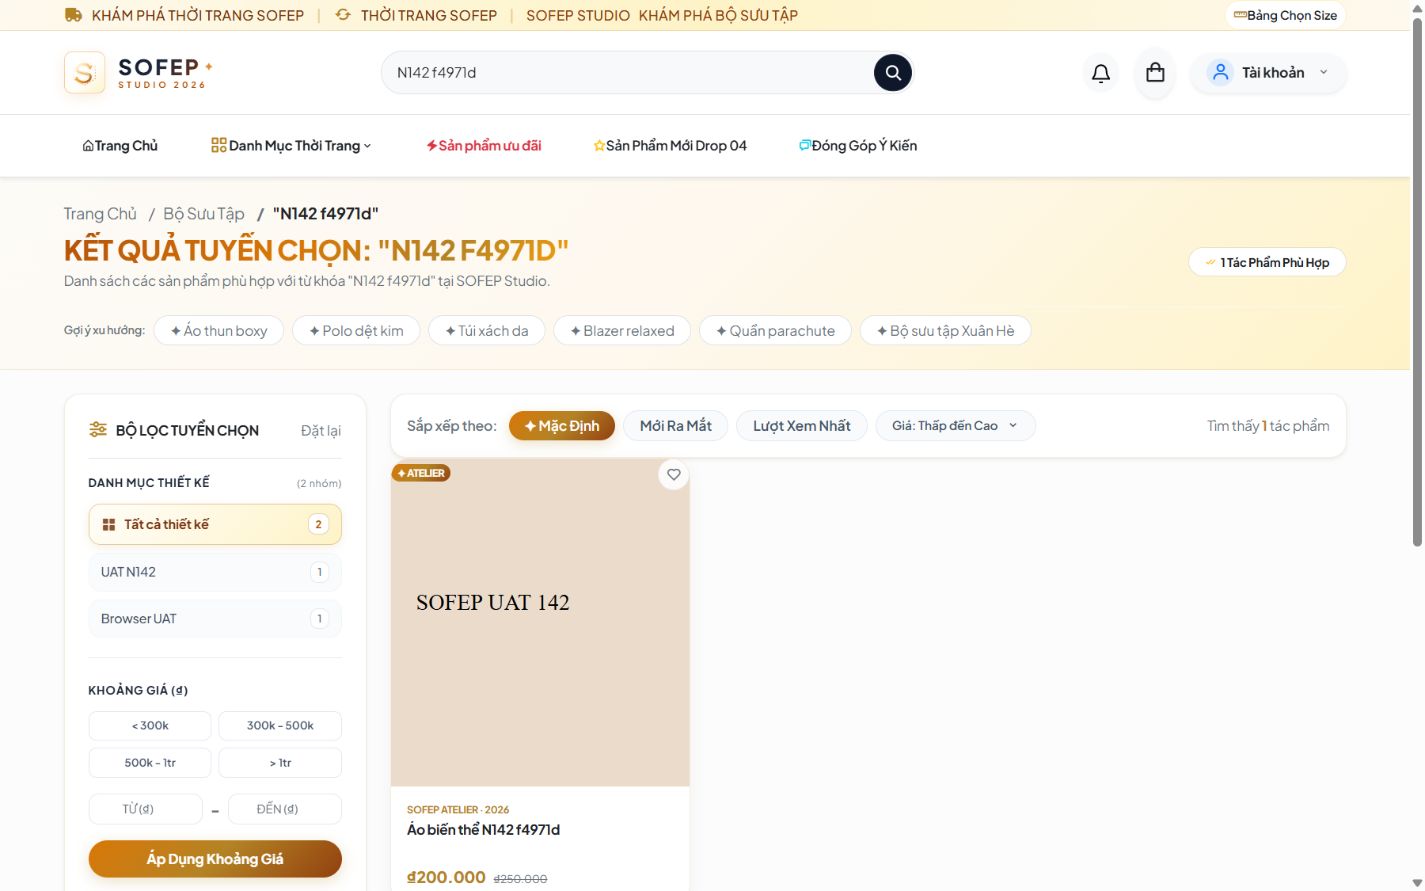 KHÁM PHÁ THỜI TRANG SOFEP | THỜI TRANG SOFEP | SOFEP STUDIO KHÁM PHÁ BỘ SƯU TẬP
Bảng Chọn Size
S
SOFEP
STUDIO 2026
N142 f4971d
Tài khoản
Trang Chủ
Danh Mục Thời Trang
Sản phẩm ưu đãi
Sản Phẩm Mới Drop 04
Đóng Góp Ý Kiến
Trang Chủ / Bộ Sưu Tập / "N142 f4971d"
KẾT QUẢ TUYỂN CHỌN: "N142 F4971D"
Danh sách các sản phẩm phù hợp với từ khóa "N142 f4971d" tại SOFEP Studio.
1 Tác Phẩm Phù Hợp
Gợi ý xu hướng:
Áo thun boxy
Polo dệt kim
Túi xách da
Blazer relaxed
Quần parachute
Bộ sưu tập Xuân Hè
BỘ LỌC TUYỂN CHỌN
Đặt lại
DANH MỤC THIẾT KẾ
(2 nhóm)
Tất cả thiết kế
2
UAT N142
1
Browser UAT
1
KHOẢNG GIÁ (₫)
< 300k
300k – 500k
500k – 1tr
> 1tr
TỪ (₫)
–
ĐẾN (₫)
Áp Dụng Khoảng Giá
Sắp xếp theo:
Mặc Định
Mới Ra Mắt
Lượt Xem Nhất
Giá: Thấp đến Cao
Tìm thấy 1 tác phẩm
ATELIER
SOFEP UAT 142
SOFEP ATELIER · 2026
Áo biến thể N142 f4971d
₫200.000 ₫250.000